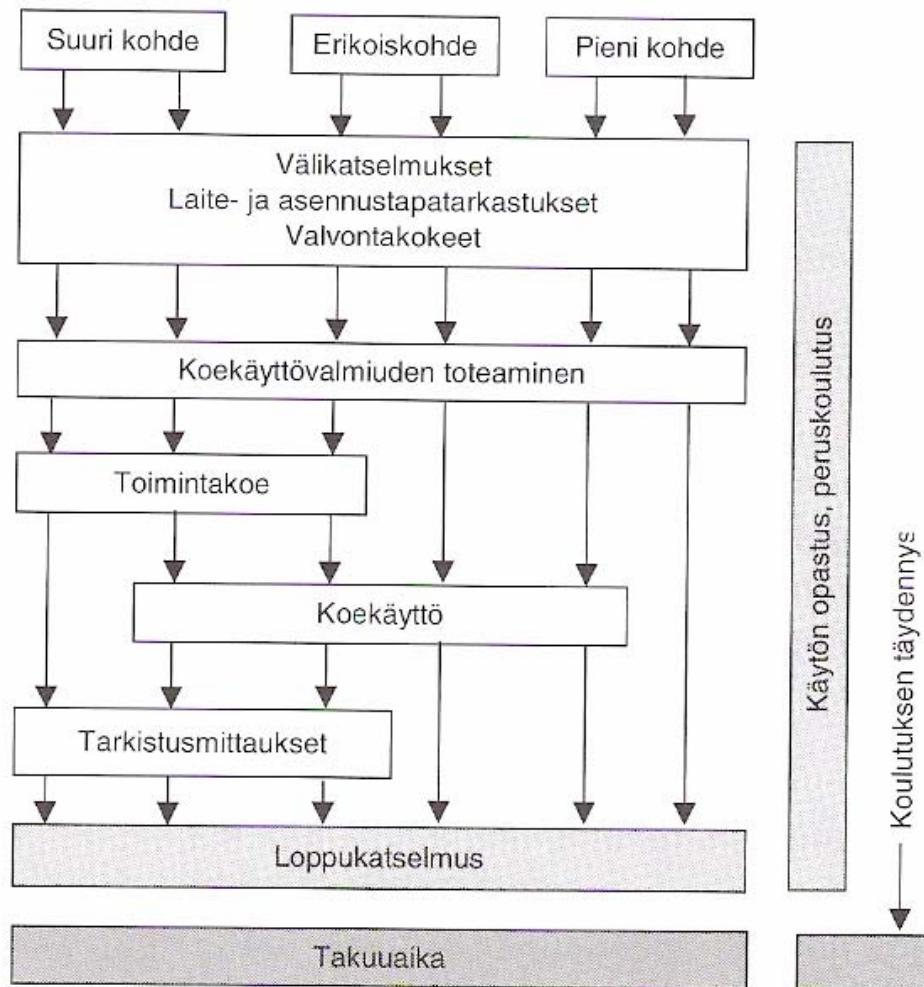 Suuri kohde
Erikoiskohde
Pieni kohde
Välikatselmukset
Laite- ja asennustapatarkastukset
Valvontakokeet
Koekäyttövalmiuden toteaminen
Toimintakoe
Koekäyttö
Tarkistusmittaukset
Loppukatselmus
Takuuaika
Käytön opastus, peruskoulutus
Koulutuksen täydennys